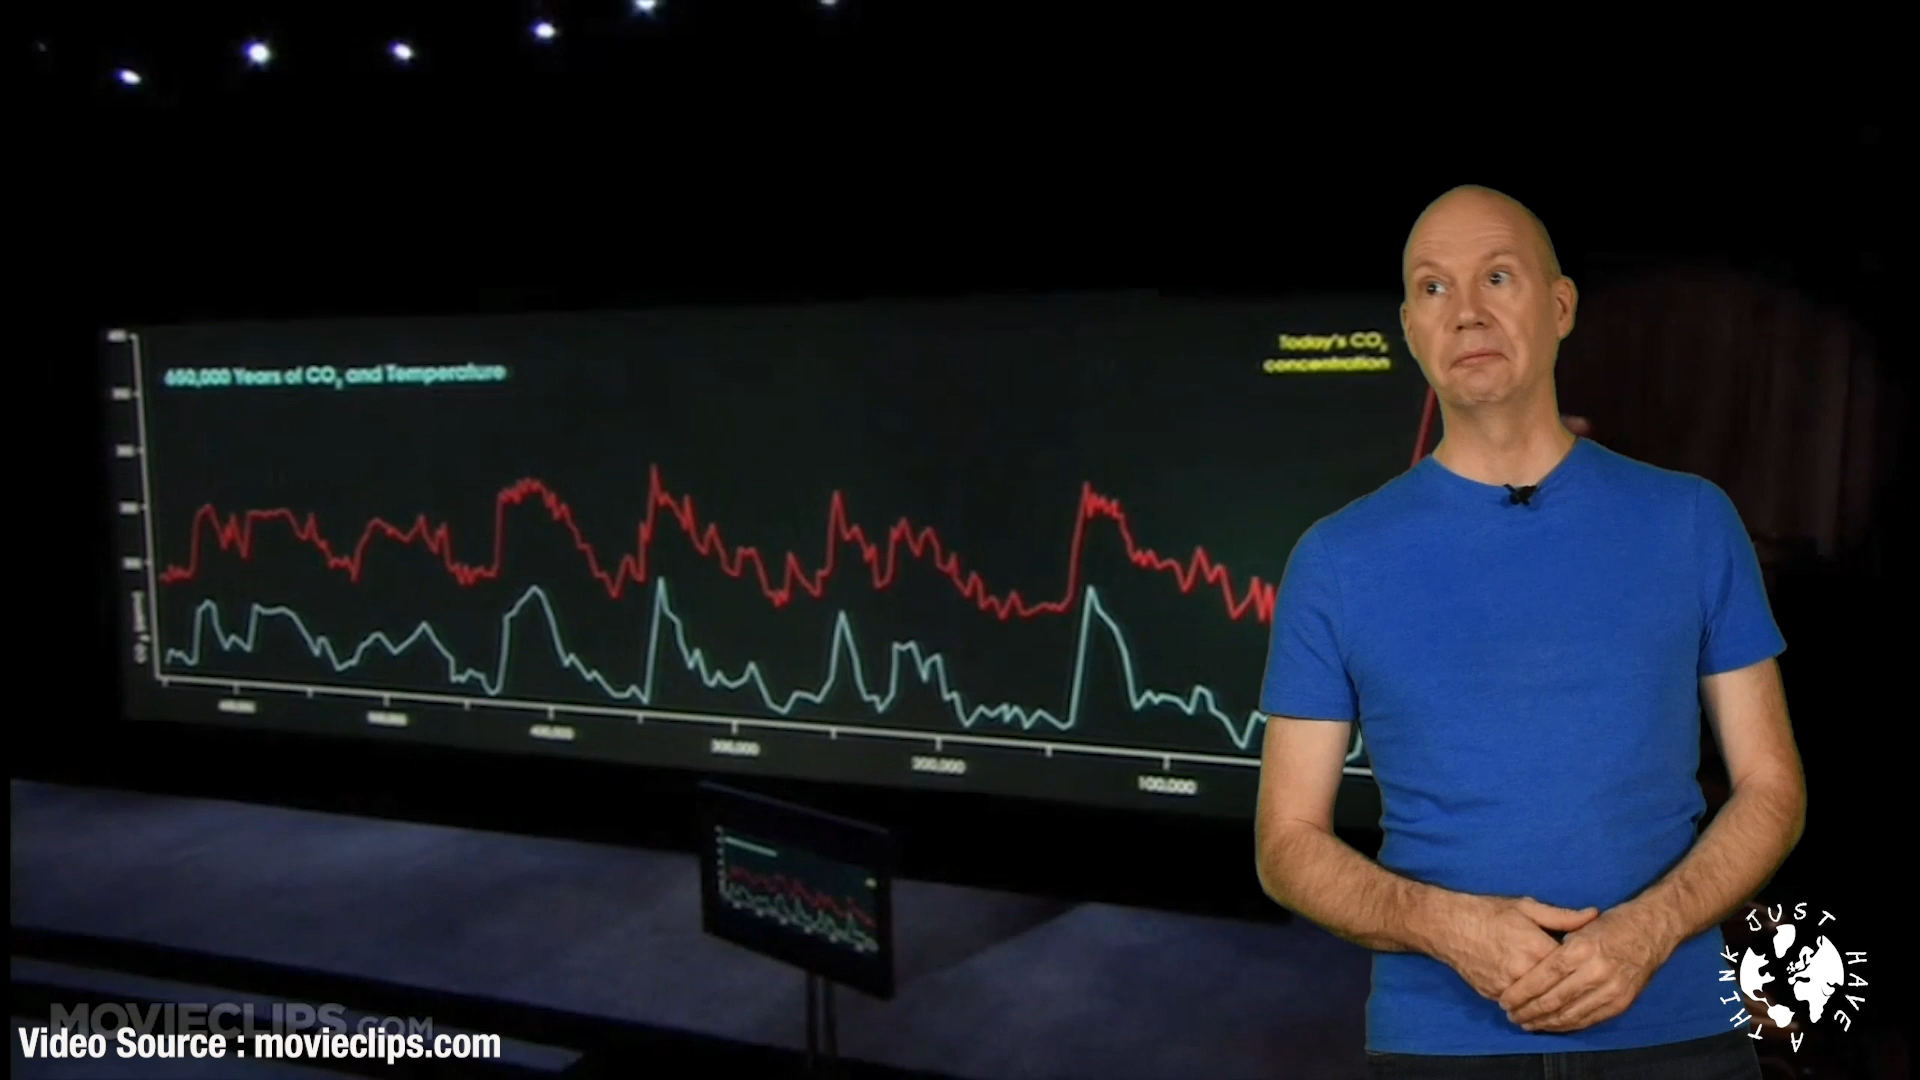 650,000 Years of CO₂ and Temperature
Today's CO₂
concentration
400,000
300,000
200,000
100,000
MOVIECLIPS.COM
Video Source : movieclips.com
JUST HAVE A THINK